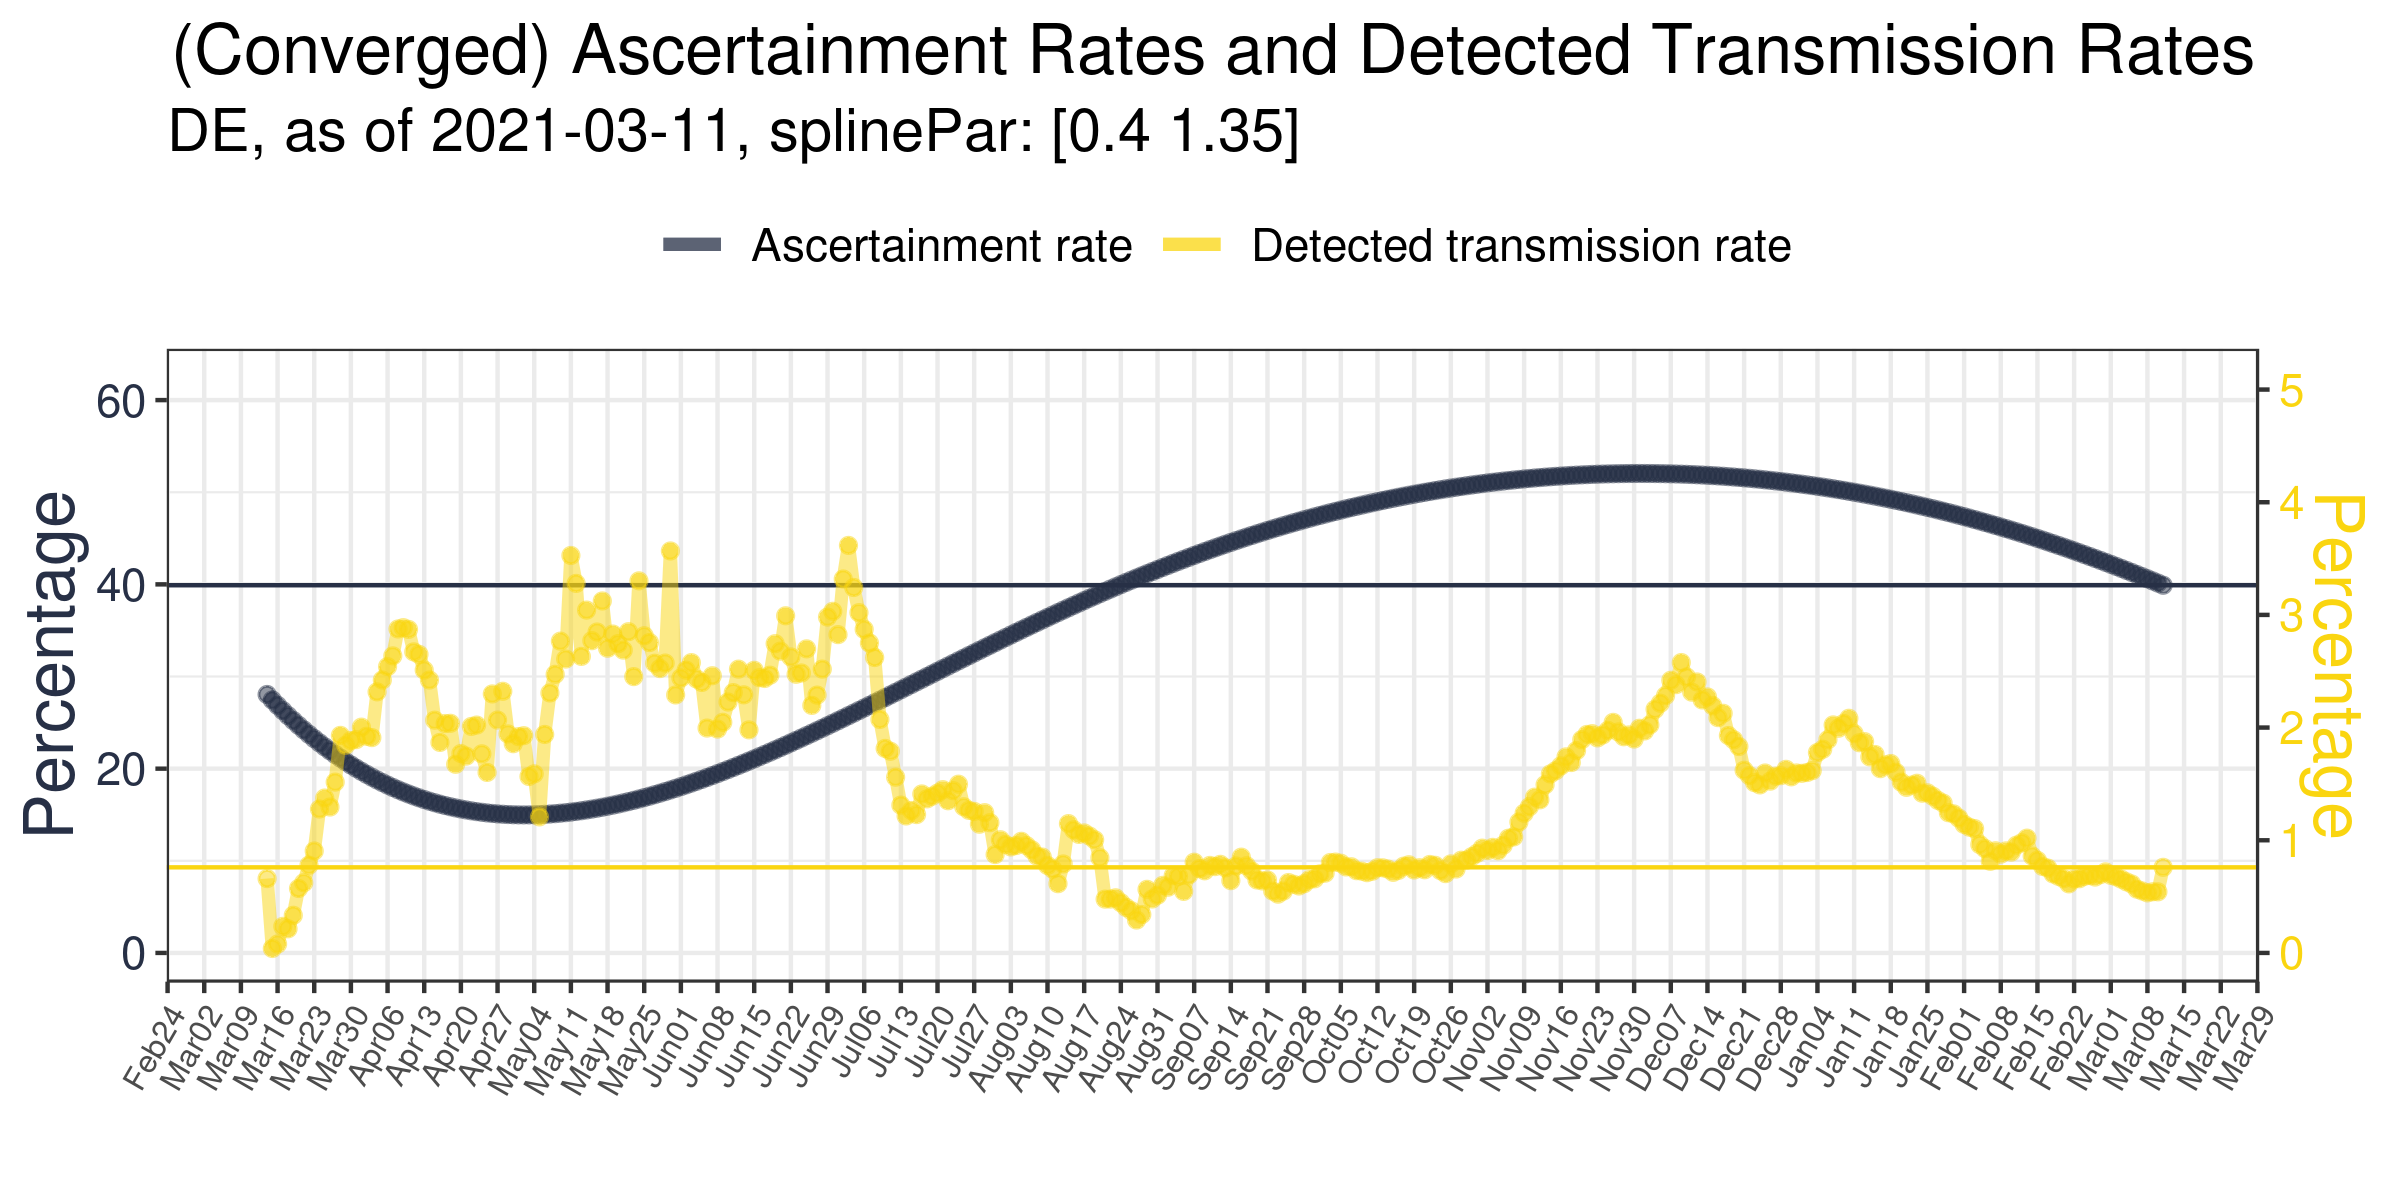 (Converged) Ascertainment Rates and Detected Transmission Rates
DE, as of 2021-03-11, splinePar: [0.4 1.35]
Ascertainment rate Detected transmission rate
Percentage
60
40
20
0
5
4
3
2
1
0
Percentage
Feb24 Mar02 Mar09 Mar16 Mar23 Mar30 Apr06 Apr13 Apr20 Apr27 May04 May11 May18 May25 Jun01 Jun08 Jun15 Jun22 Jun29 Jul06 Jul13 Jul20 Jul27 Aug03 Aug10 Aug17 Aug24 Aug31 Sep07 Sep14 Sep21 Sep28 Oct05 Oct12 Oct19 Oct26 Nov02 Nov09 Nov16 Nov23 Nov30 Dec07 Dec14 Dec21 Dec28 Jan04 Jan11 Jan18 Jan25 Feb01 Feb08 Feb15 Feb22 Mar01 Mar08 Mar15 Mar22 Mar29